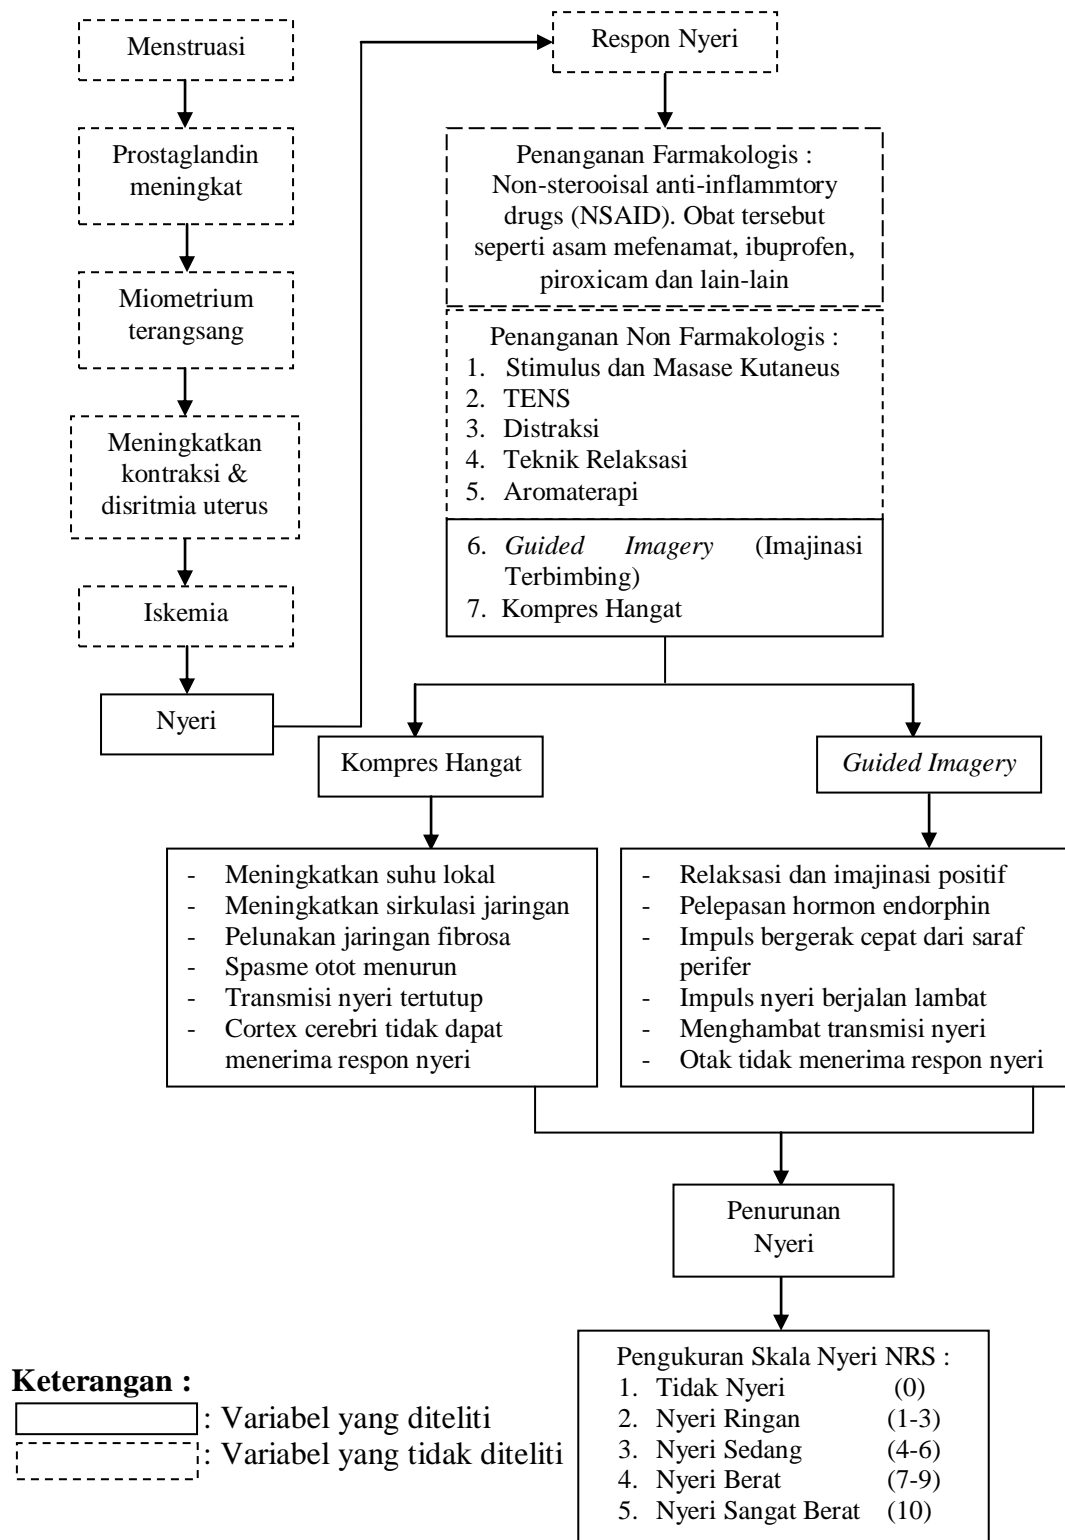 Menstruasi
Prostaglandin
meningkat
Miometrium
terangsang
Meningkatkan
kontraksi &
disritmia uterus
Iskemia
Nyeri
Respon Nyeri
Penanganan Farmakologis :
Non-sterooisal anti-inflammtory
drugs (NSAID). Obat tersebut
seperti asam mefenamat, ibuprofen,
piroxicam dan lain-lain
Penanganan Non Farmakologis :
1. Stimulus dan Masase Kutaneus
2. TENS
3. Distraksi
4. Teknik Relaksasi
5. Aromaterapi
6. Guided Imagery (Imajinasi
Terbimbing)
7. Kompres Hangat
Kompres Hangat
Guided Imagery
- Meningkatkan suhu lokal
- Meningkatkan sirkulasi jaringan
- Pelunakan jaringan fibrosa
- Spasme otot menurun
- Transmisi nyeri tertutup
- Cortex cerebri tidak dapat
menerima respon nyeri
- Relaksasi dan imajinasi positif
- Pelepasan hormon endorphin
- Impuls bergerak cepat dari saraf
perifer
- Impuls nyeri berjalan lambat
- Menghambat transmisi nyeri
- Otak tidak menerima respon nyeri
Penurunan
Nyeri
Pengukuran Skala Nyeri NRS :
1. Tidak Nyeri (0)
2. Nyeri Ringan (1-3)
3. Nyeri Sedang (4-6)
4. Nyeri Berat (7-9)
5. Nyeri Sangat Berat (10)
Keterangan :
: Variabel yang diteliti
: Variabel yang tidak diteliti